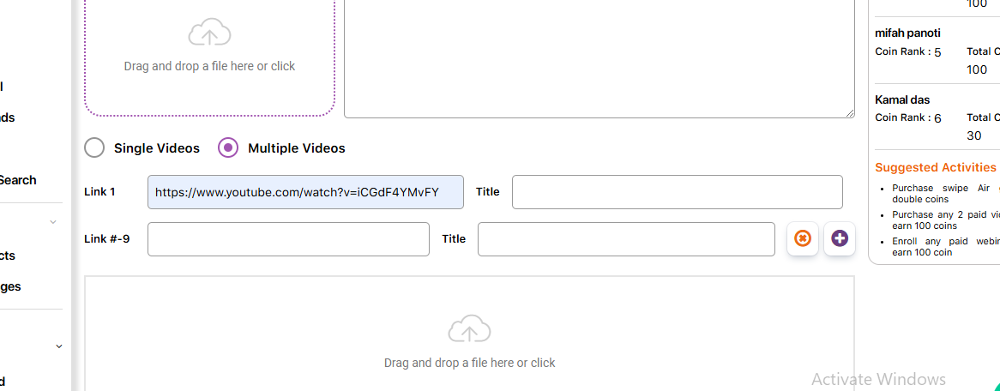 100
mifah panoti
Coin Rank : 5
Total C
100
Kamal das
Coin Rank : 6
Total C
30
Suggested Activities
Purchase swipe Air
double coins
Purchase any 2 paid vi
earn 100 coins
Enroll any paid webin
earn 100 coin
Drag and drop a file here or click
Single Videos
Multiple Videos
Link 1
https://www.youtube.com/watch?v=iCGdF4YMvFY
Title
Link #-9
Title
Drag and drop a file here or click
l
ds
Search
cts
ges
d
Activate Windows